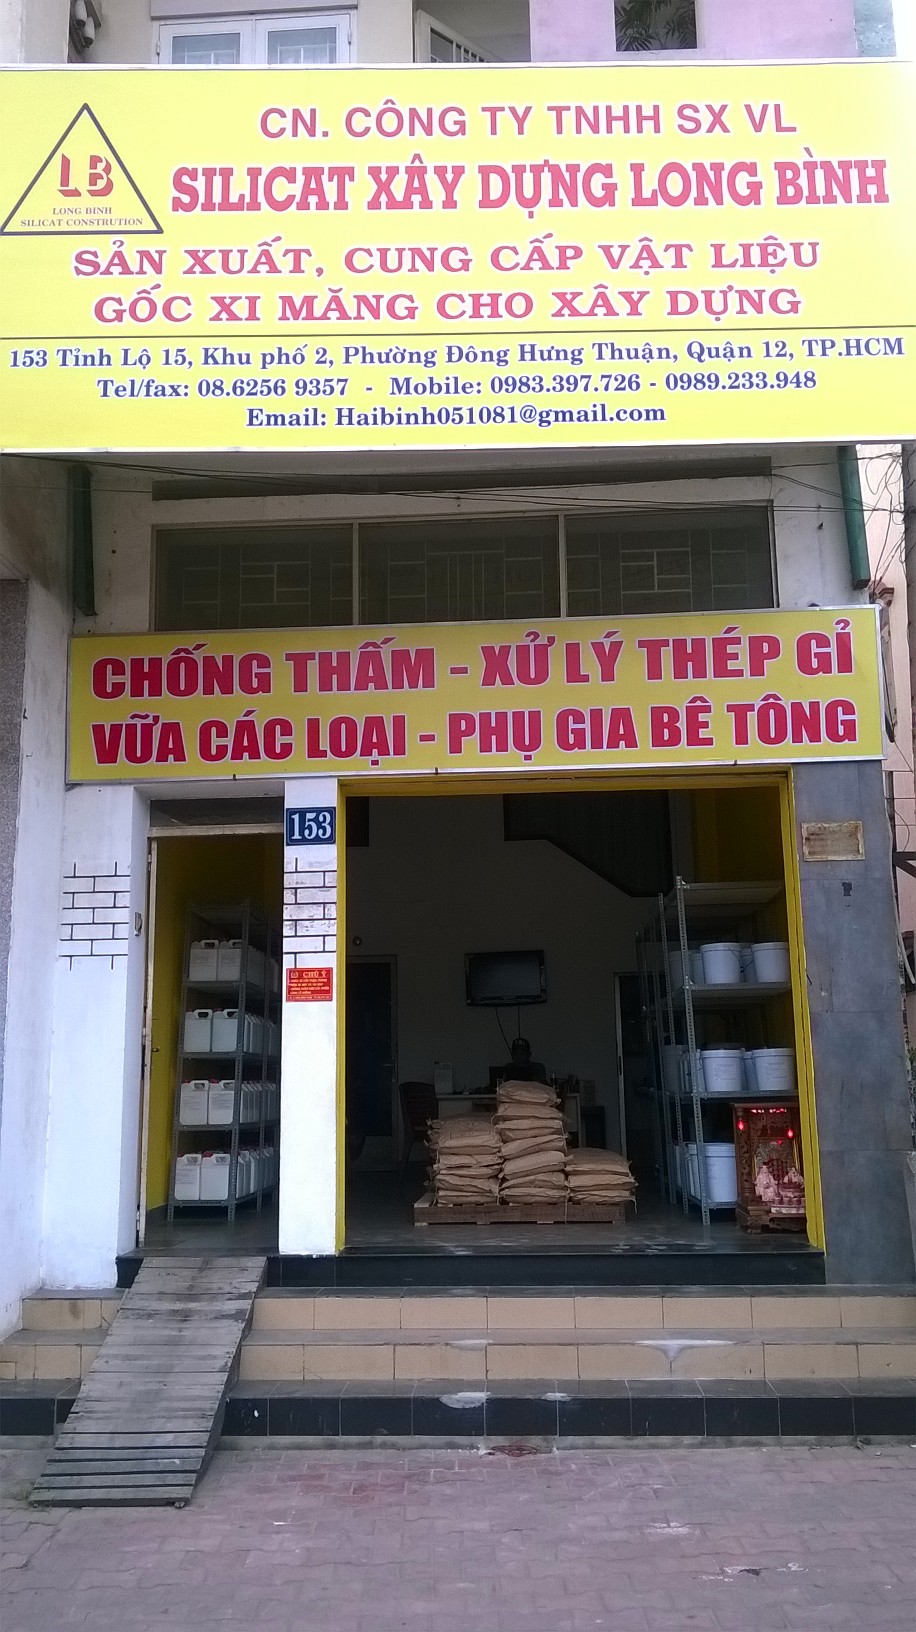 CN. CÔNG TY TNHH SX VL
SILICAT XÂY DỰNG LONG BÌNH
LB
LONG BINH
SILICAT CONSTRUTION
SẢN XUẤT, CUNG CẤP VẬT LIỆU
GỐC XI MĂNG CHO XÂY DỰNG
153 Tỉnh Lộ 15, Khu phố 2, Phường Đông Hưng Thuận, Quận 12, TP.HCM
Tel/fax: 08.6256 9357 - Mobile: 0983.397.726 - 0989.233.948
Email: Haibinh051081@gmail.com
CHỐNG THẤM - XỬ LÝ THÉP GỈ
VỮA CÁC LOẠI - PHỤ GIA BÊ TÔNG
153
CHÚ Ý